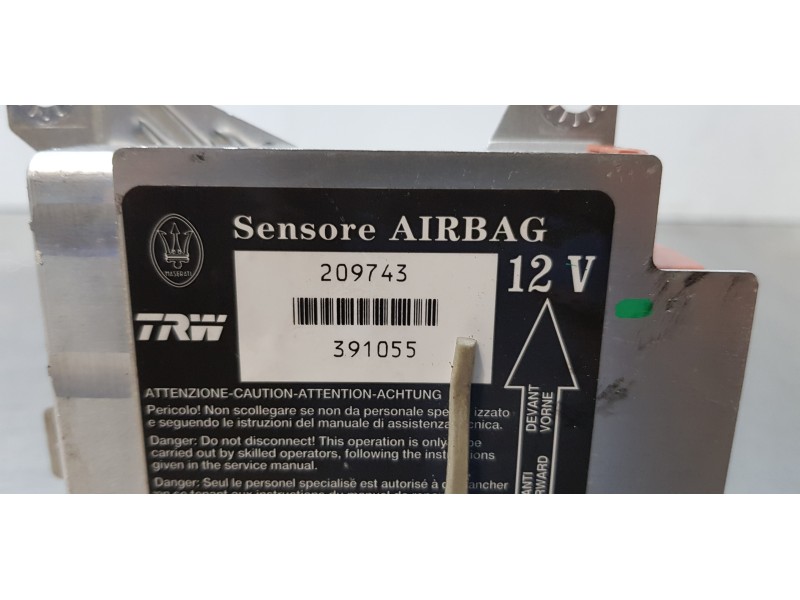 Sensore AIRBAG
MASERATI
209743
12 V
TRW
391055
ATTENZIONE-CAUTION-ATTENTION-ACHTUNG
Pericolo! Non scollegare se non da personale
e seguendo le istruzioni del manuale di assistenza
Danger: Do not disconnect! This operation is only
carried out by skilled operators, following the
given in the service manual.
Danger: Seul le personel specialisé est autorisé à
DEVANT
VORNE